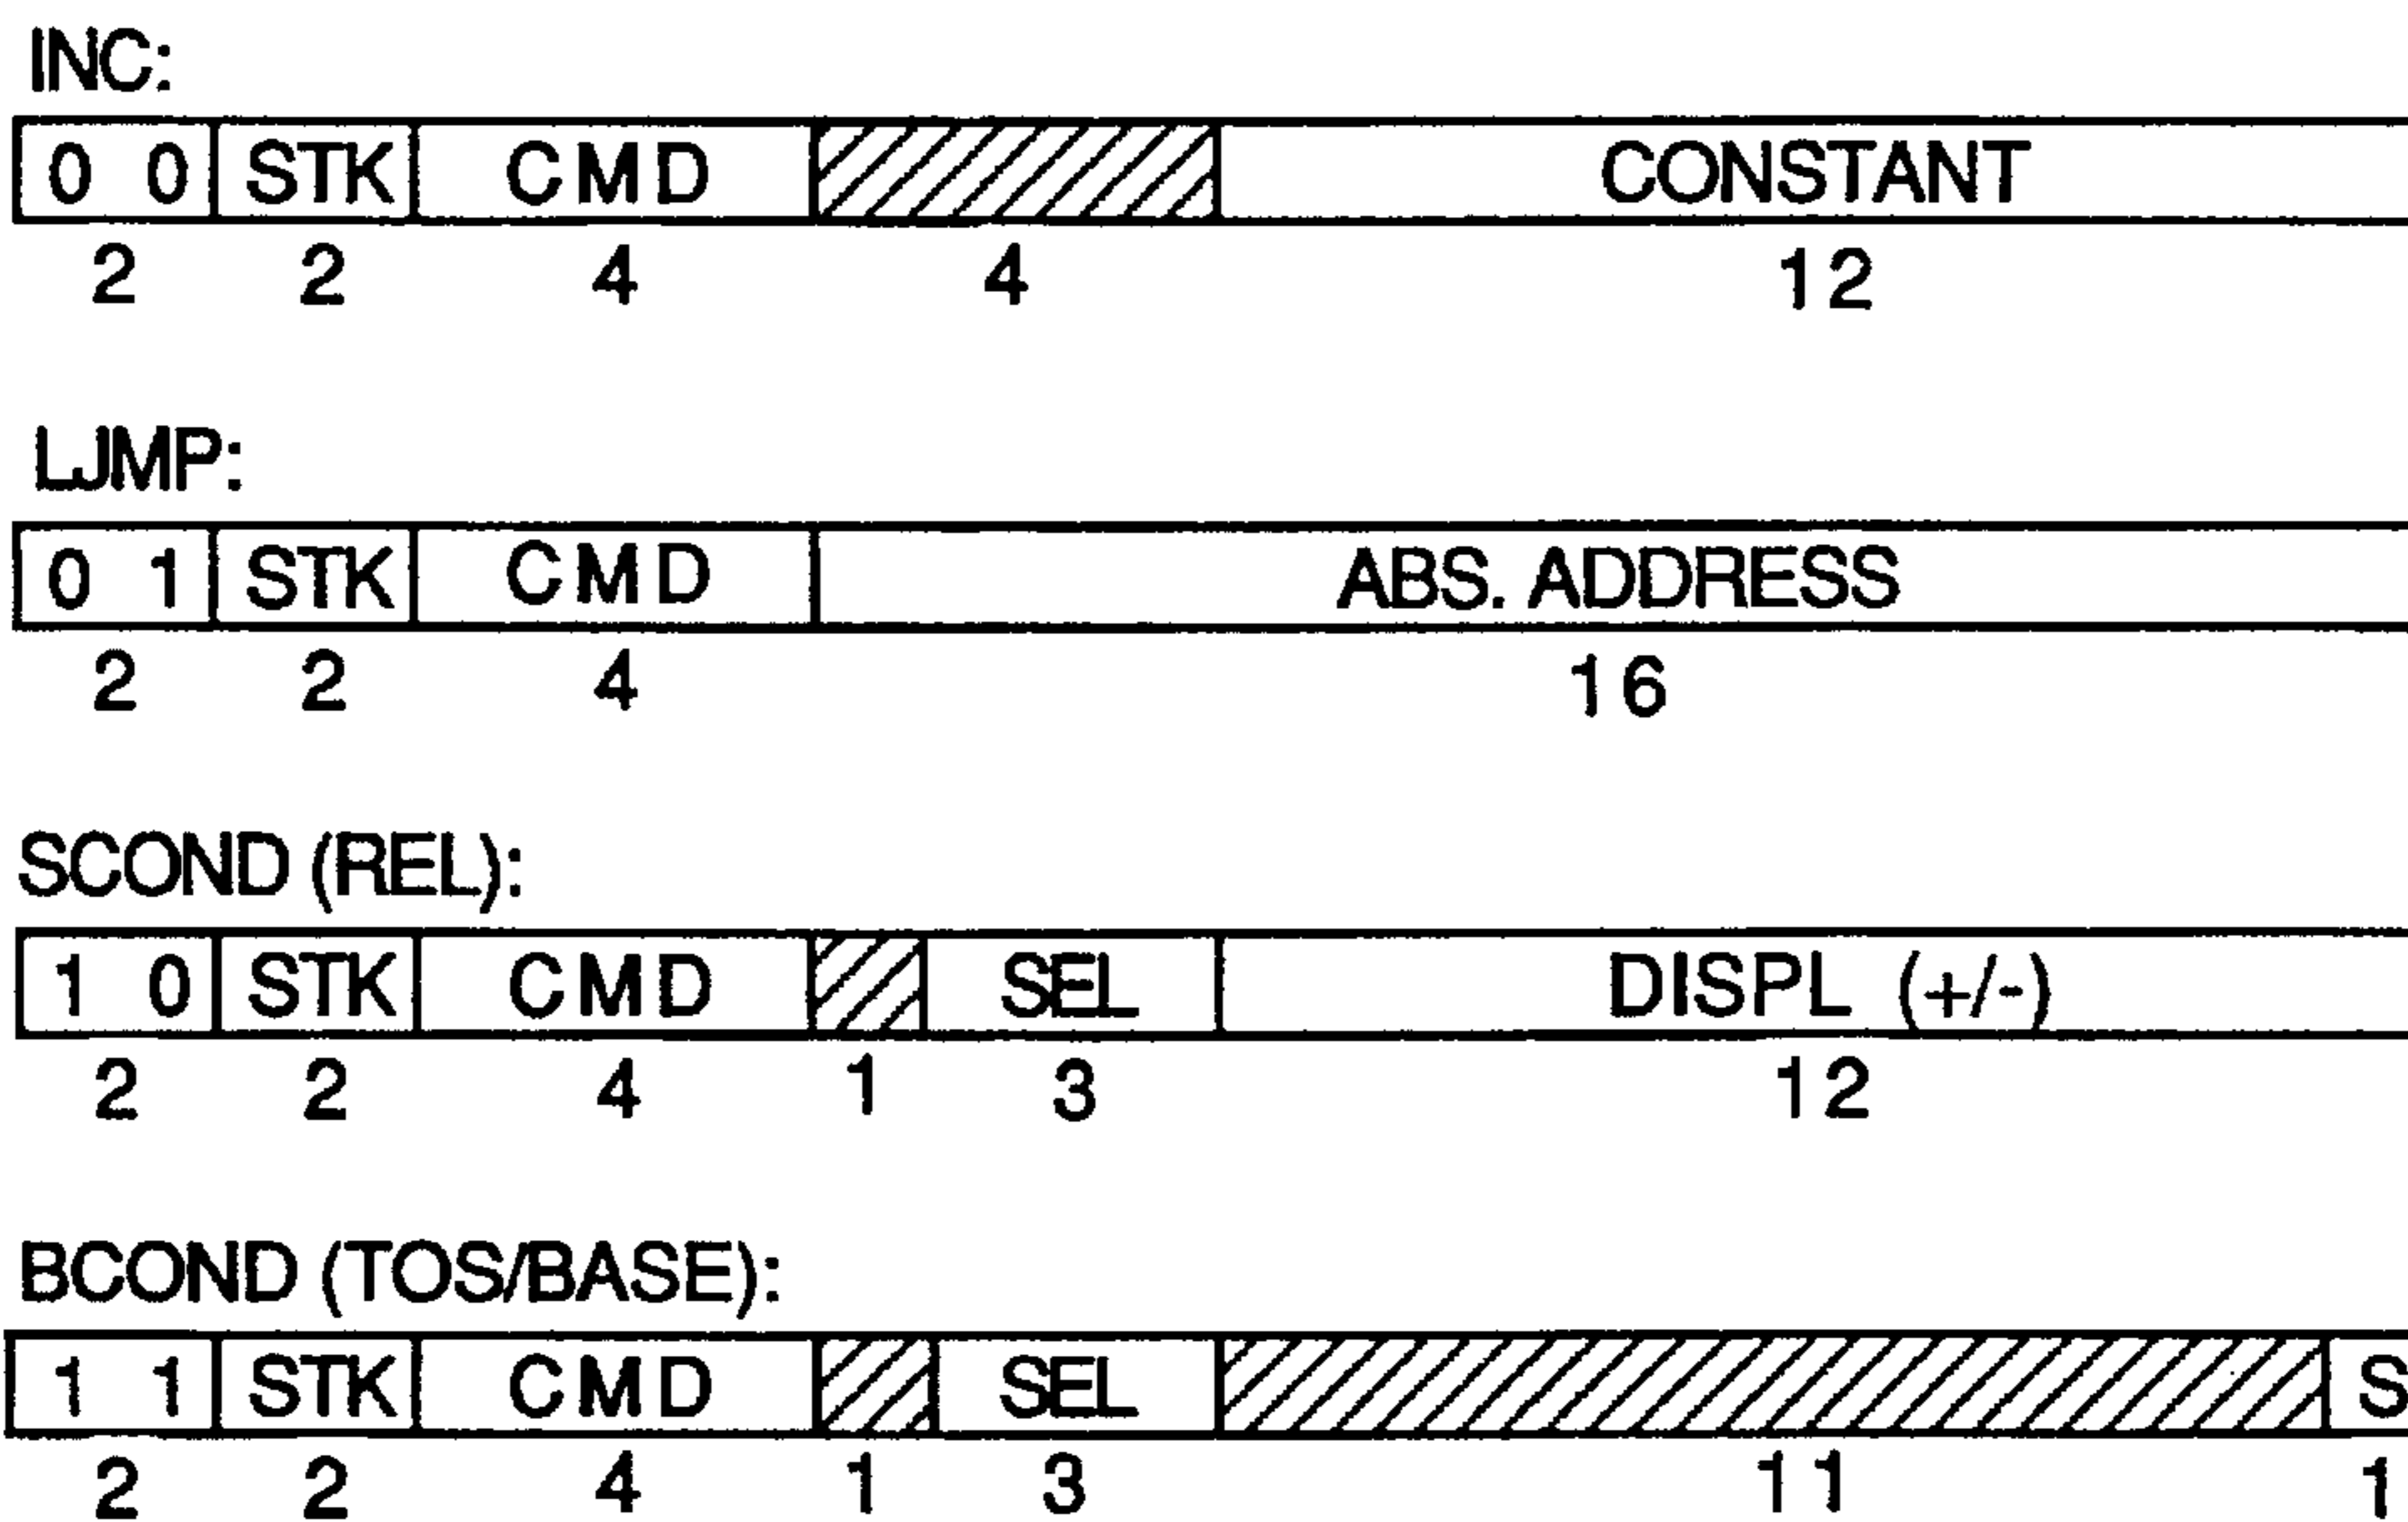 INC:
0 0 STK CMD CONSTANT
2 2 4 4 12
LJMP:
0 1 STK CMD ABS. ADDRESS
2 2 4 16
SCOND (REL):
1 0 STK CMD SEL DISPL (+/-)
2 2 4 1 3 12
BCOND (TOS/BASE):
1 1 STK CMD SEL S
2 2 4 1 3 11 1